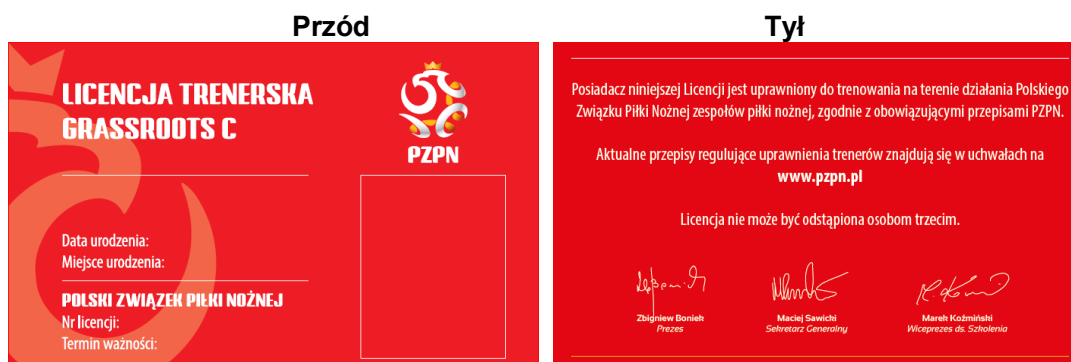 Przód
LICENCJA TRENERSKA
GRASSROOTS C
PZPN
Data urodzenia:
Miejsce urodzenia:
POLSKI ZWIĄZEK PIŁKI NOŻNEJ
Nr licencji:
Termin ważności:
Tył
Posiadacz niniejszej Licencji jest uprawniony do trenowania na terenie działania Polskiego
Związku Piłki Nożnej zespołów piłki nożnej, zgodnie z obowiązującymi przepisami PZPN.
Aktualne przepisy regulujące uprawnienia trenerów znajdują się w uchwałach na
www.pzpn.pl
Licencja nie może być odstąpiona osobom trzecim.
Zbigniew Boniek
Prezes
Maciej Sawicki
Sekretarz Generalny
Marek Koźmiński
Wiceprezes ds. Szkolenia